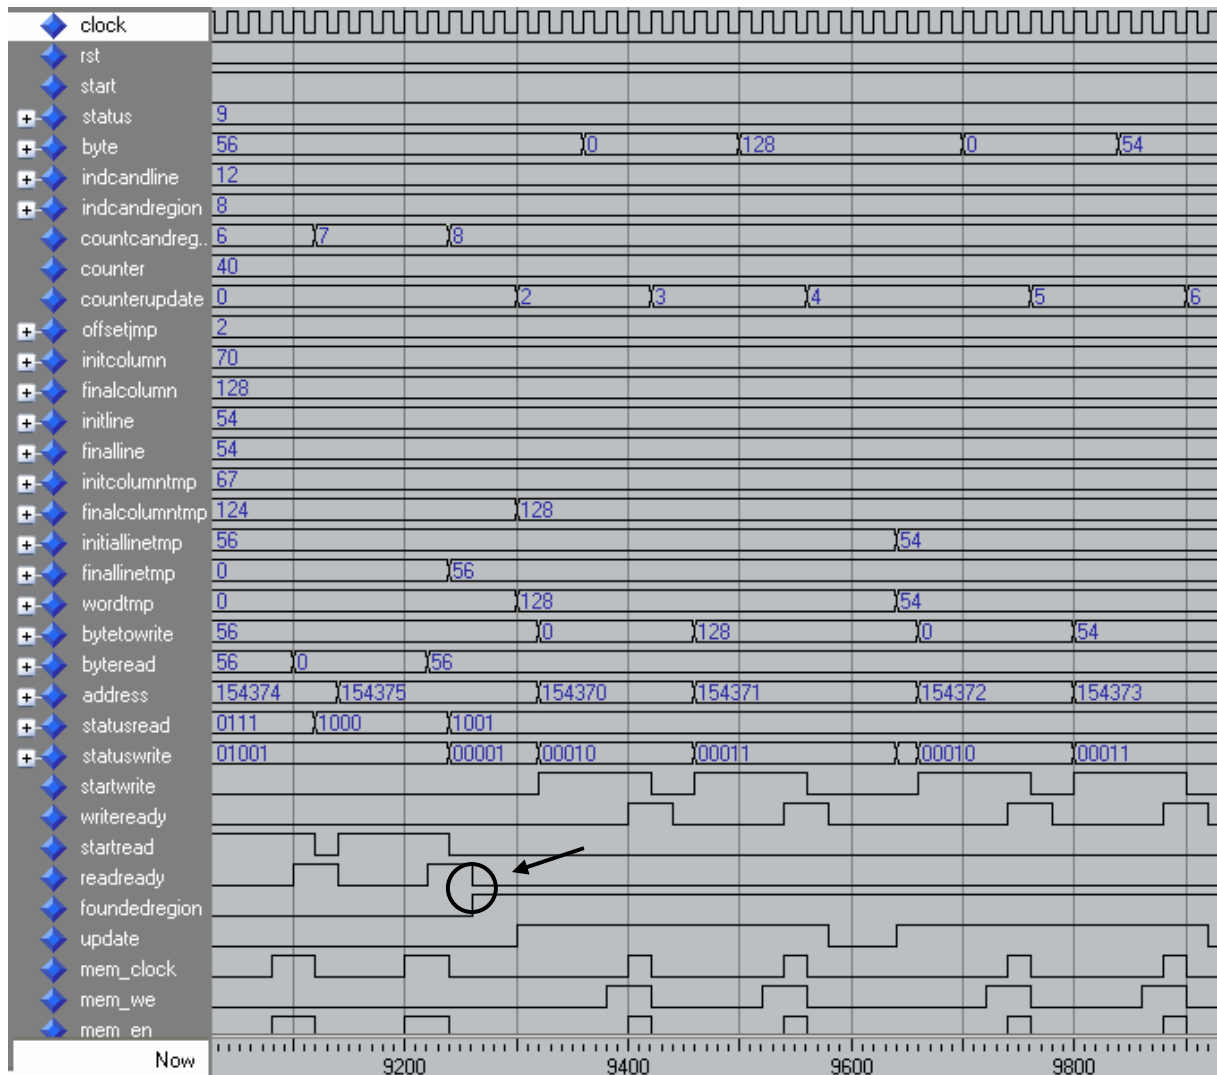 clock
rst
start
status 9
byte 56 0 128 0 54
indcandline 12
indcandregion 8
countcandreg.. 6 7 8
counter 40
counterupdate 0 2 3 4 5 6
offsetjmp 2
initcolumn 70
finalcolumn 128
initline 54
finalline 54
initcolumntmp 67
finalcolumntmp 124 128
initiallinetmp 56 54
finallinetmp 0 56
wordtmp 0 128 54
bytetowrite 56 0 128 0 54
byteread 56 0 56
address 154374 154375 154370 154371 154372 154373
statusread 0111 1000 1001
statuswrite 01001 00001 00010 00011 00010 00011
startwrite
writeready
startread
readready
foundedregion
update
mem_clock
mem_we
mem_en
Now 9200 9400 9600 9800